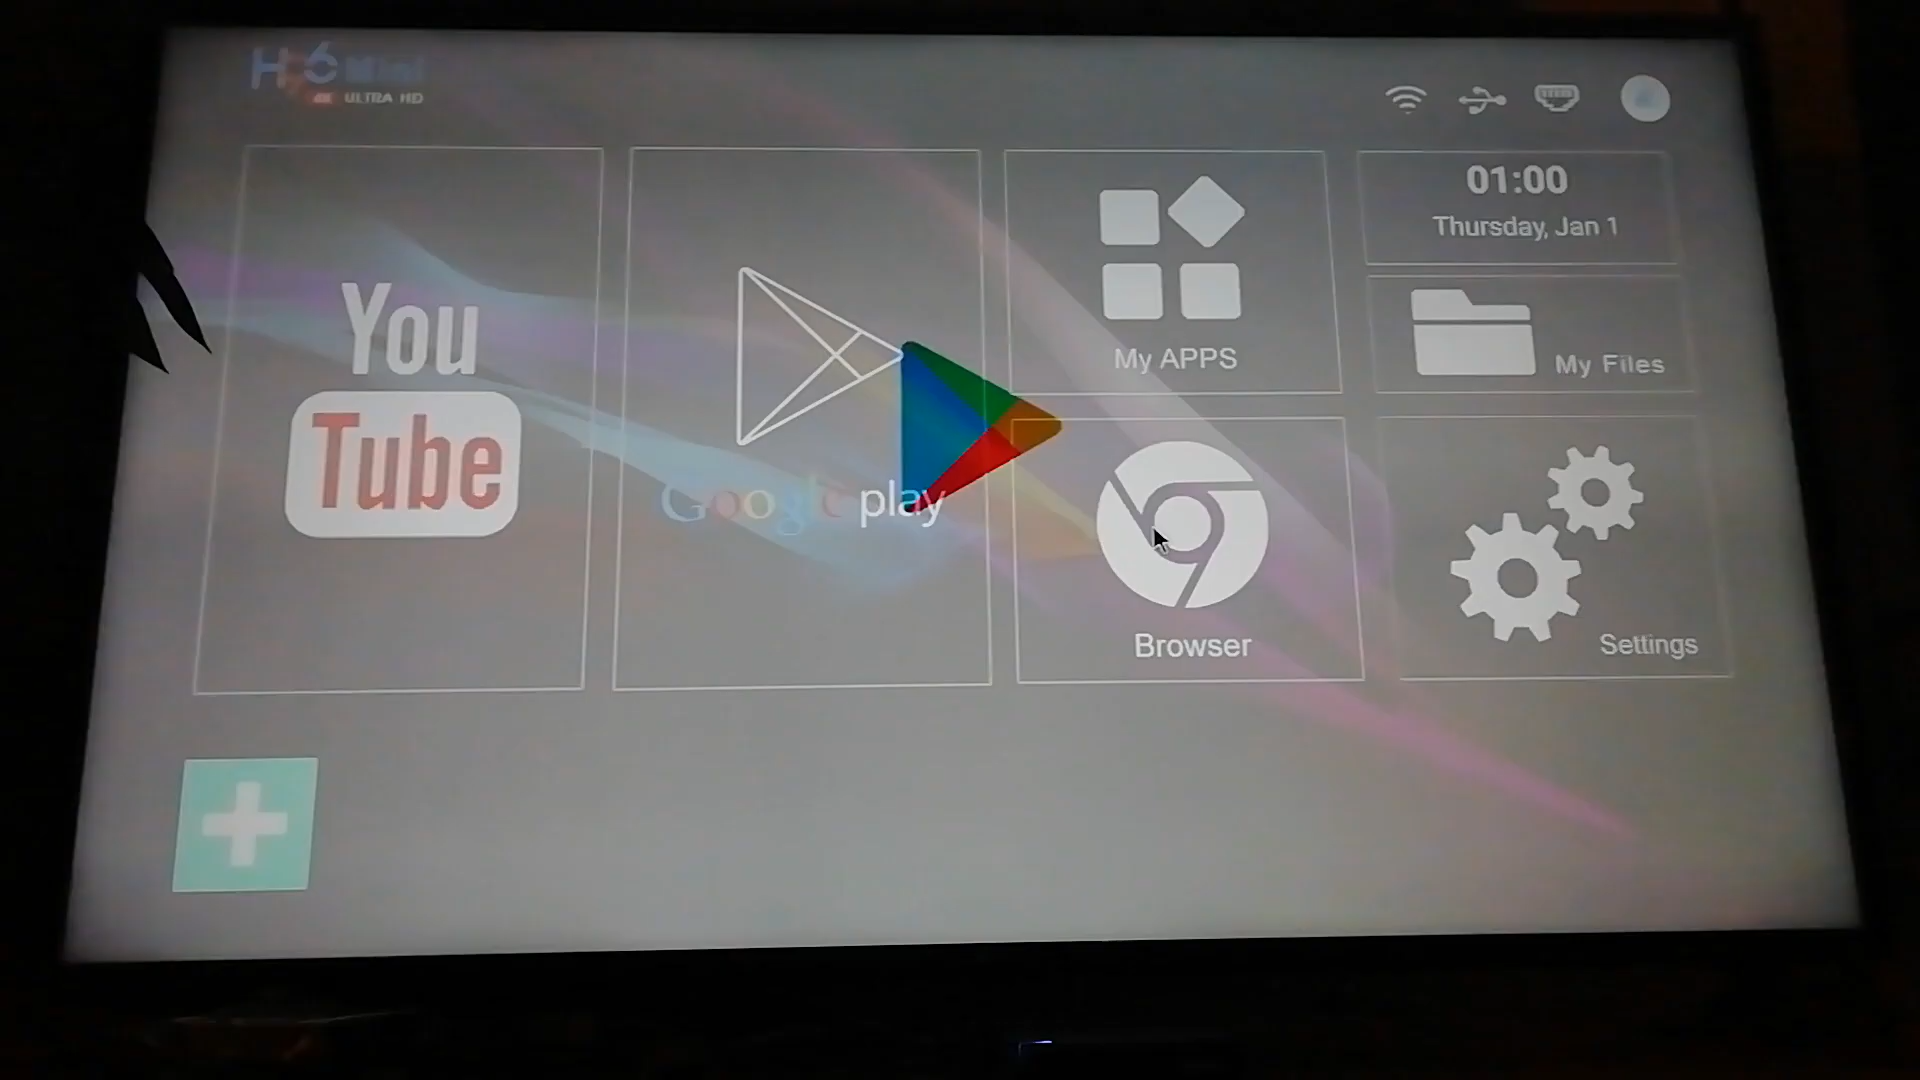 H96 Mini
4K ULTRA HD
01:00
Thursday, Jan 1
You
Tube
Google play
My APPS
My Files
Browser
Settings